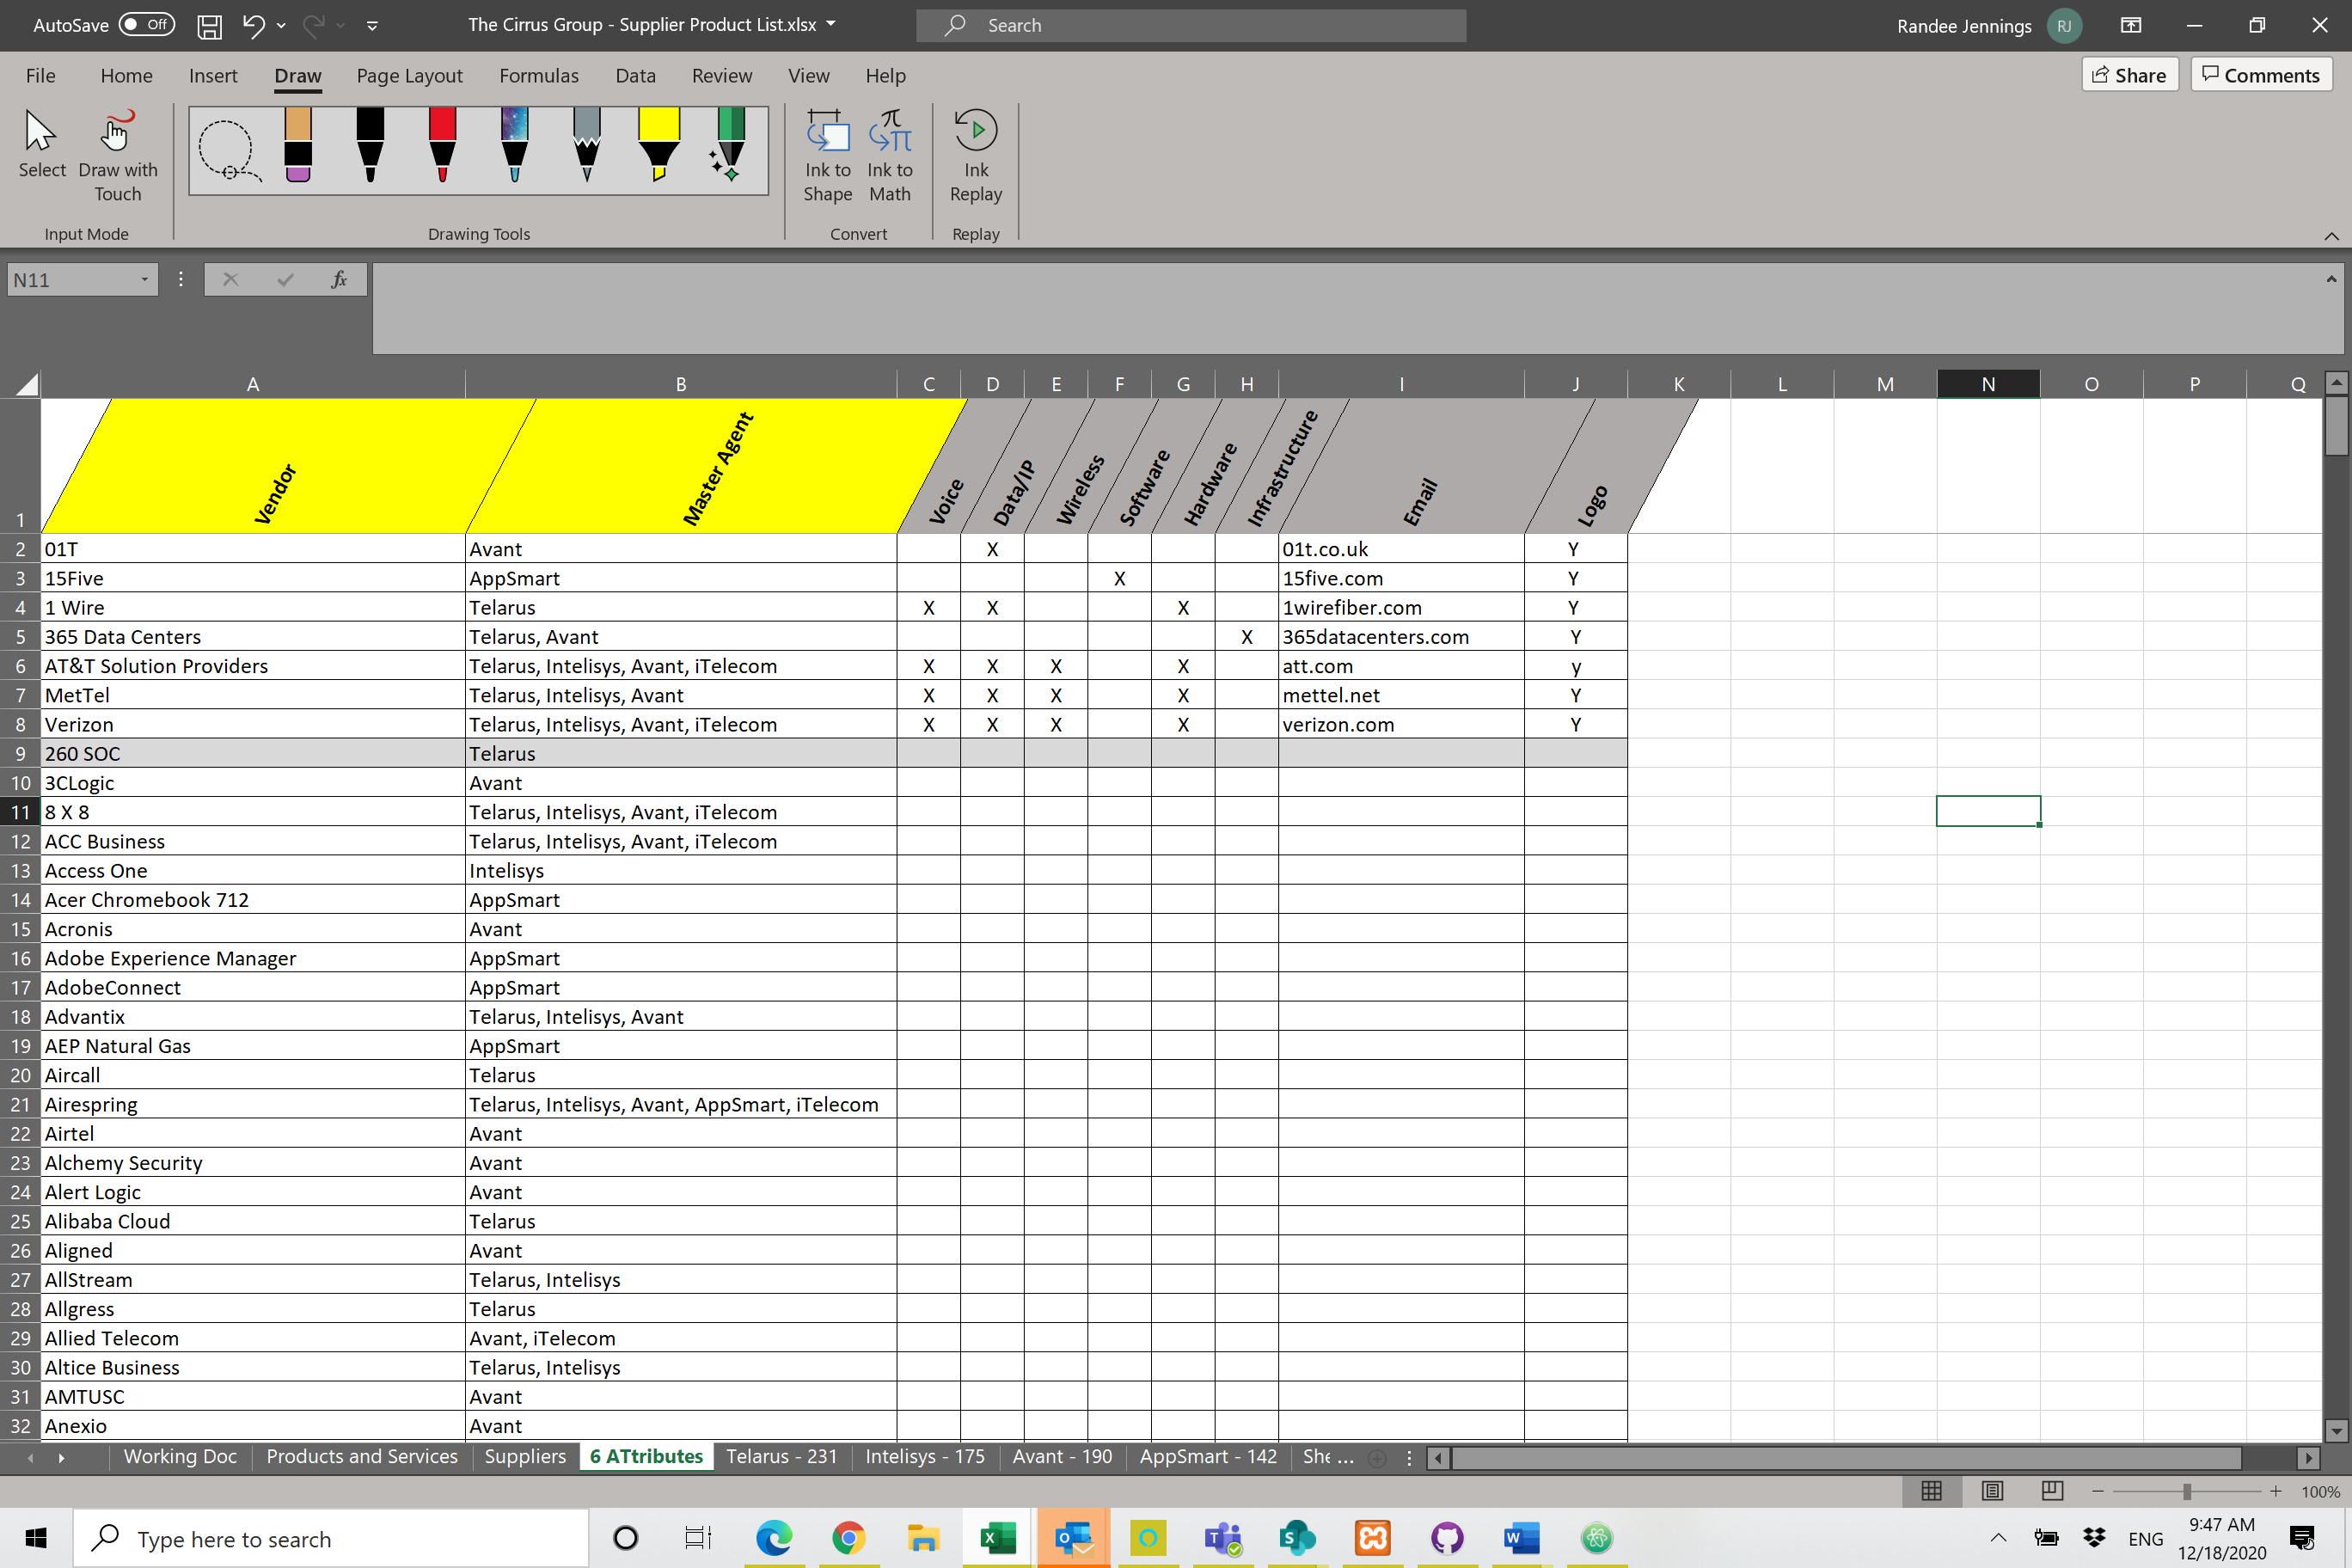 AutoSave Off The Cirrus Group - Supplier Product List.xlsx Search Randee Jennings RJ
File Home Insert Draw Page Layout Formulas Data Review View Help Share Comments
Select Draw with Touch Ink to Shape Ink to Math Ink Replay
Input Mode Drawing Tools Convert Replay
N11 fx
A B C D E F G H I J K L M N O P Q
1 Vendor Master Agent Voice Data/IP Wireless Software Hardware Infrastructure Email Logo
2 01T Avant X 01t.co.uk Y
3 15Five AppSmart X 15five.com Y
4 1 Wire Telarus X X X 1wirefiber.com Y
5 365 Data Centers Telarus, Avant X 365datacenters.com Y
6 AT&T Solution Providers Telarus, Intelisys, Avant, iTelecom X X X X att.com y
7 MetTel Telarus, Intelisys, Avant X X X X mettel.net Y
8 Verizon Telarus, Intelisys, Avant, iTelecom X X X X verizon.com Y
9 260 SOC Telarus
10 3CLogic Avant
11 8 X 8 Telarus, Intelisys, Avant, iTelecom
12 ACC Business Telarus, Intelisys, Avant, iTelecom
13 Access One Intelisys
14 Acer Chromebook 712 AppSmart
15 Acronis Avant
16 Adobe Experience Manager AppSmart
17 AdobeConnect AppSmart
18 Advantix Telarus, Intelisys, Avant
19 AEP Natural Gas AppSmart
20 Aircall Telarus
21 Airespring Telarus, Intelisys, Avant, AppSmart, iTelecom
22 Airtel Avant
23 Alchemy Security Avant
24 Alert Logic Avant
25 Alibaba Cloud Telarus
26 Aligned Avant
27 AllStream Telarus, Intelisys
28 Allgress Telarus
29 Allied Telecom Avant, iTelecom
30 Altice Business Telarus, Intelisys
31 AMTUSC Avant
32 Anexio Avant
Working Doc Products and Services Suppliers 6 ATtributes Telarus - 231 Intelisys - 175 Avant - 190 AppSmart - 142 She ...
100%
Type here to search ENG 9:47 AM
12/18/2020